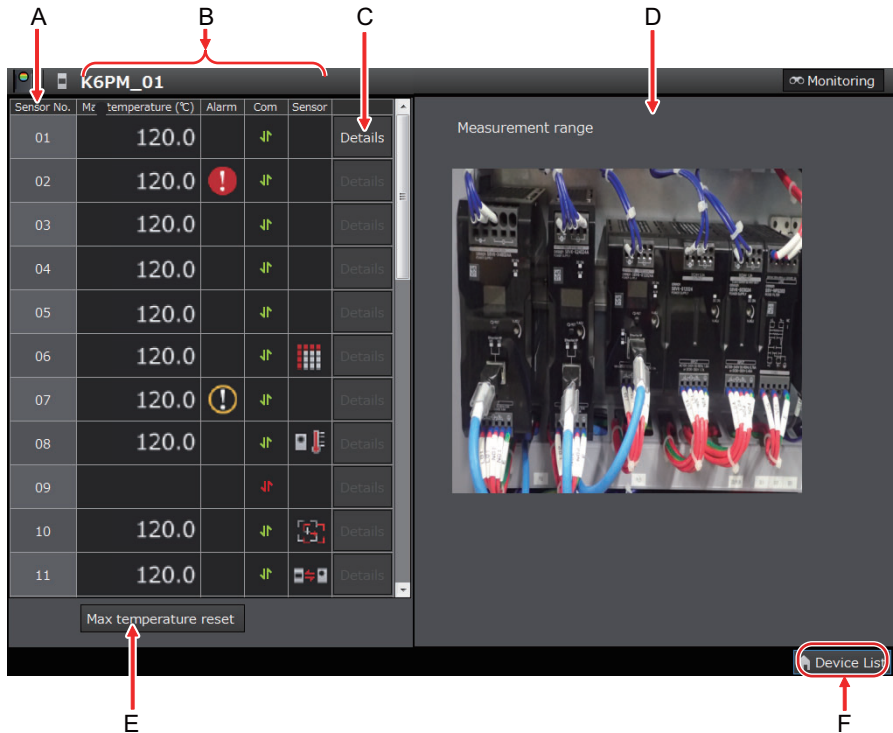 A B C D
K6PM_01 Monitoring
Sensor No. Ma temperature (℃) Alarm Com Sensor
Measurement range
01 120.0 Details
02 120.0 Details
03 120.0 Details
04 120.0 Details
05 120.0 Details
06 120.0 Details
07 120.0 Details
08 120.0 Details
09 Details
10 120.0 Details
11 120.0 Details
Max temperature reset
Device List
E F